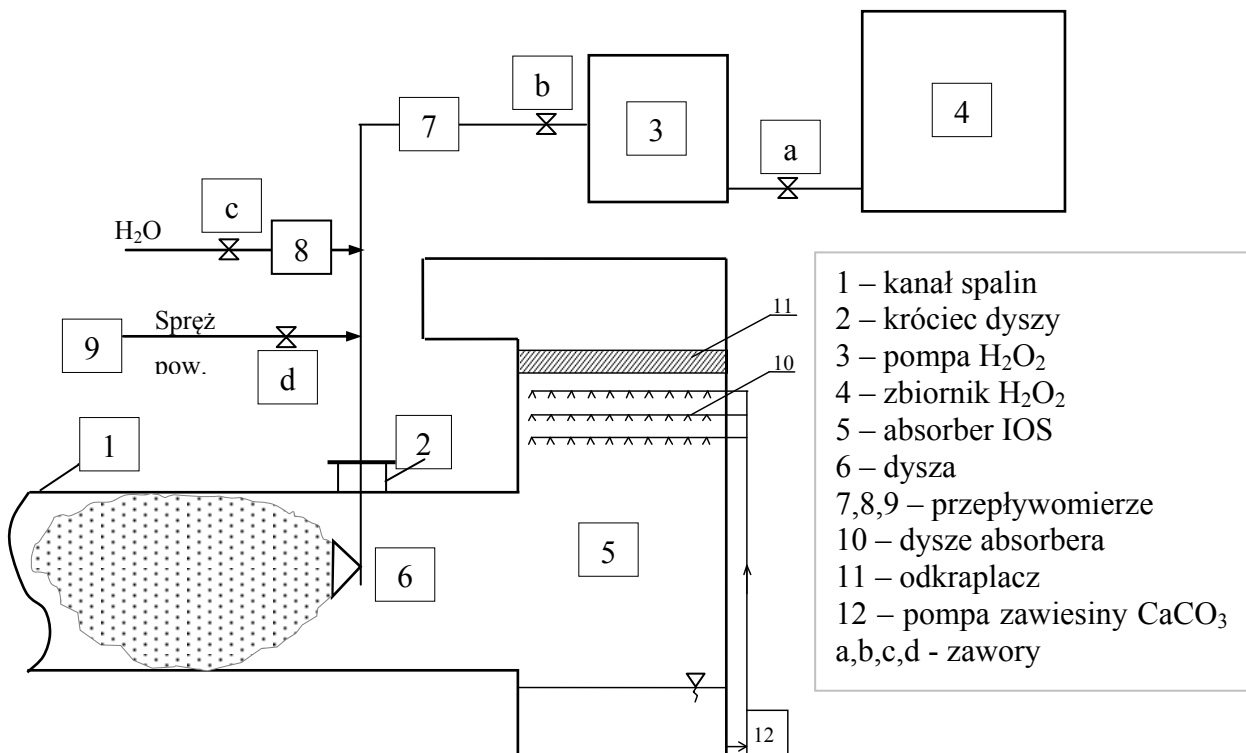 b
7
3
4
a
c
H₂O
8
Spręż
9
pow.
d
11
10
1
2
6
5
12
1 – kanał spalin
2 – króciec dyszy
3 – pompa H₂O₂
4 – zbiornik H₂O₂
5 – absorber IOS
6 – dysza
7,8,9 – przepływomierze
10 – dysze absorbera
11 – odkraplacz
12 – pompa zawiesiny CaCO₃
a,b,c,d - zawory